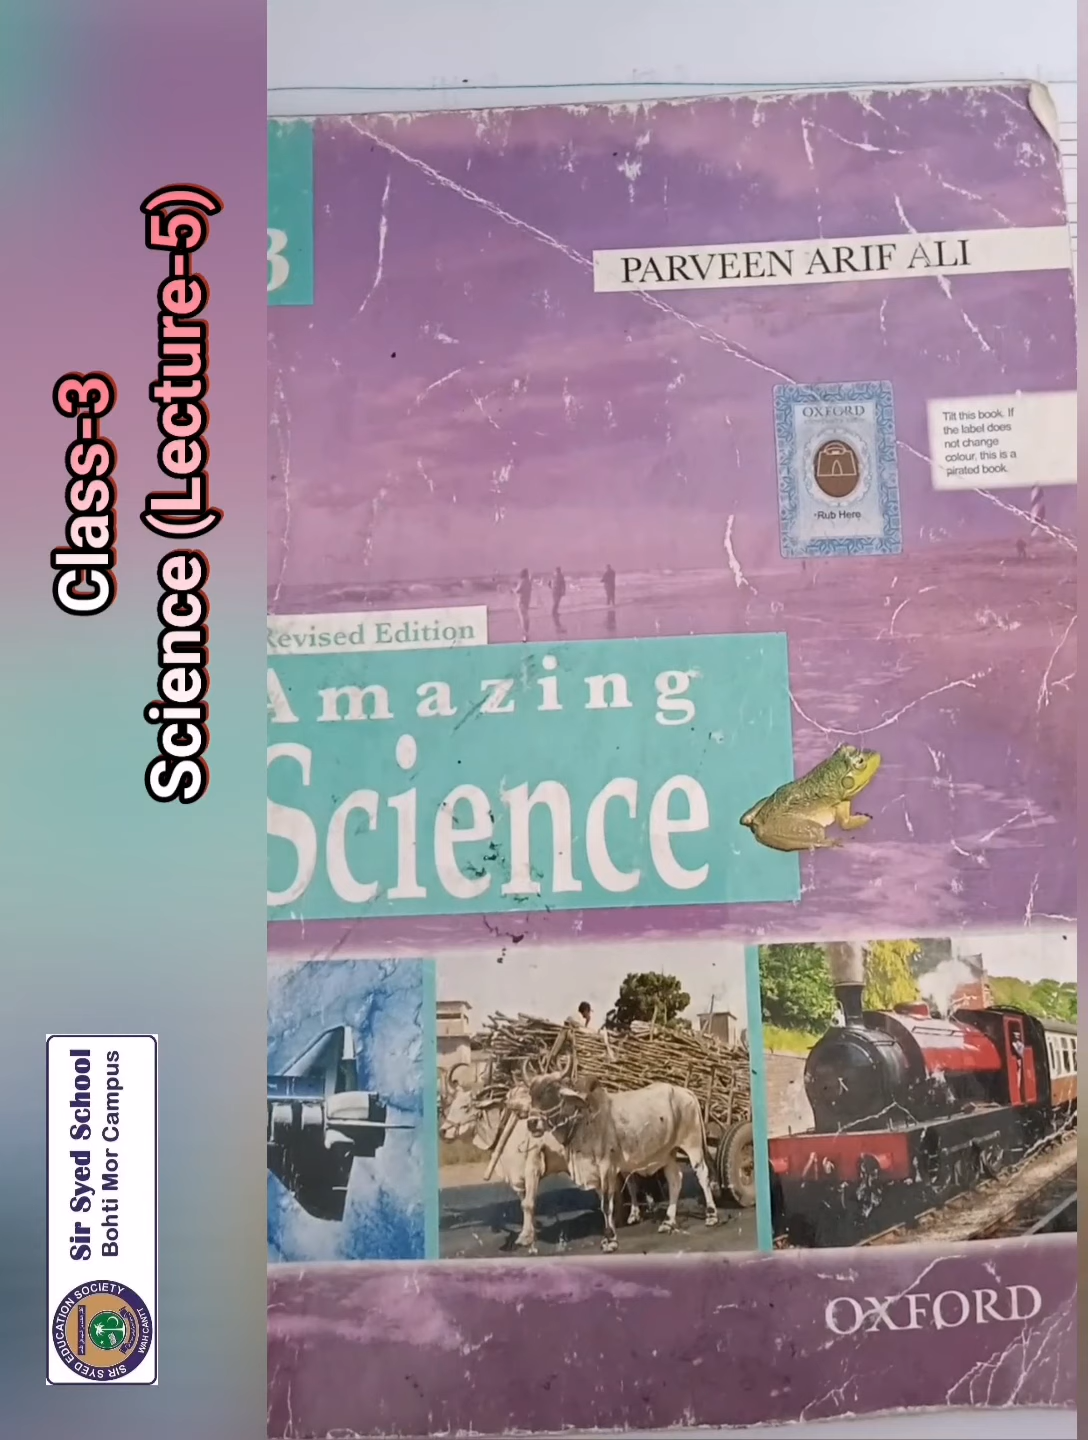 Class-3
Science (Lecture-5)
Sir Syed School
Bohti Mor Campus
SIR SYED EDUCATION SOCIETY
WAH CANTT
3
PARVEEN ARIF ALI
OXFORD
Rub Here
Tilt this book. If
the label does
not change
colour, this is a
pirated book.
Revised Edition
Amazing
Science
OXFORD